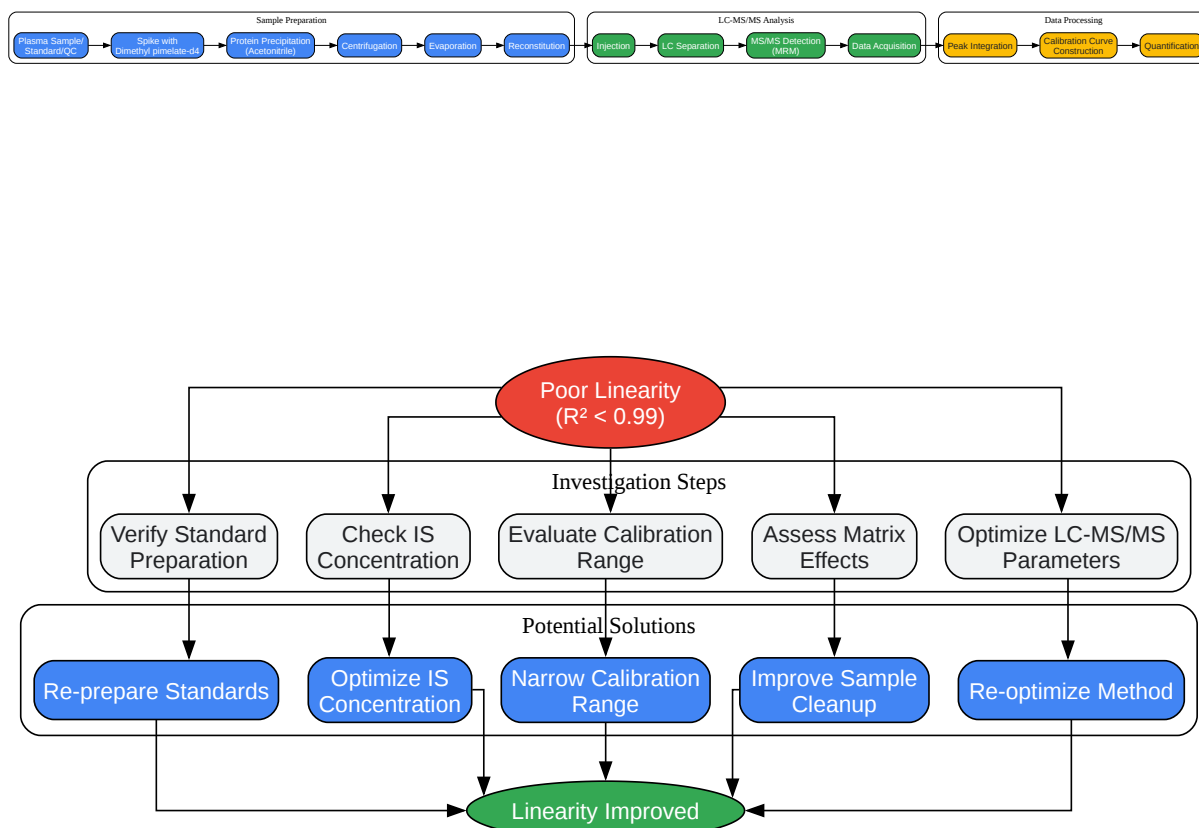 Sample Preparation
LC-MS/MS Analysis
Data Processing
Plasma Sample/
Standard/QC
Spike with
Dimethyl pimelate-d4
Protein Precipitation
(Acetonitrile)
Centrifugation
Evaporation
Reconstitution
Injection
LC Separation
MS/MS Detection
(MRM)
Data Acquisition
Peak Integration
Calibration Curve
Construction
Quantification
Poor Linearity
(R² < 0.99)
Investigation Steps
Verify Standard
Preparation
Check IS
Concentration
Evaluate Calibration
Range
Assess Matrix
Effects
Optimize LC-MS/MS
Parameters
Potential Solutions
Re-prepare Standards
Optimize IS
Concentration
Narrow Calibration
Range
Improve Sample
Cleanup
Re-optimize Method
Linearity Improved